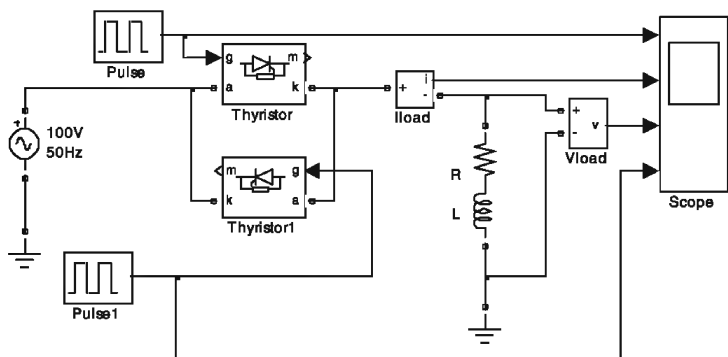 Pulse
g
m
a
k
Thyristor
+
i
-
Iload
+
-
v
Vload
Scope
+
100V
50Hz
m
g
k
a
Thyristor1
R
L
Pulse1